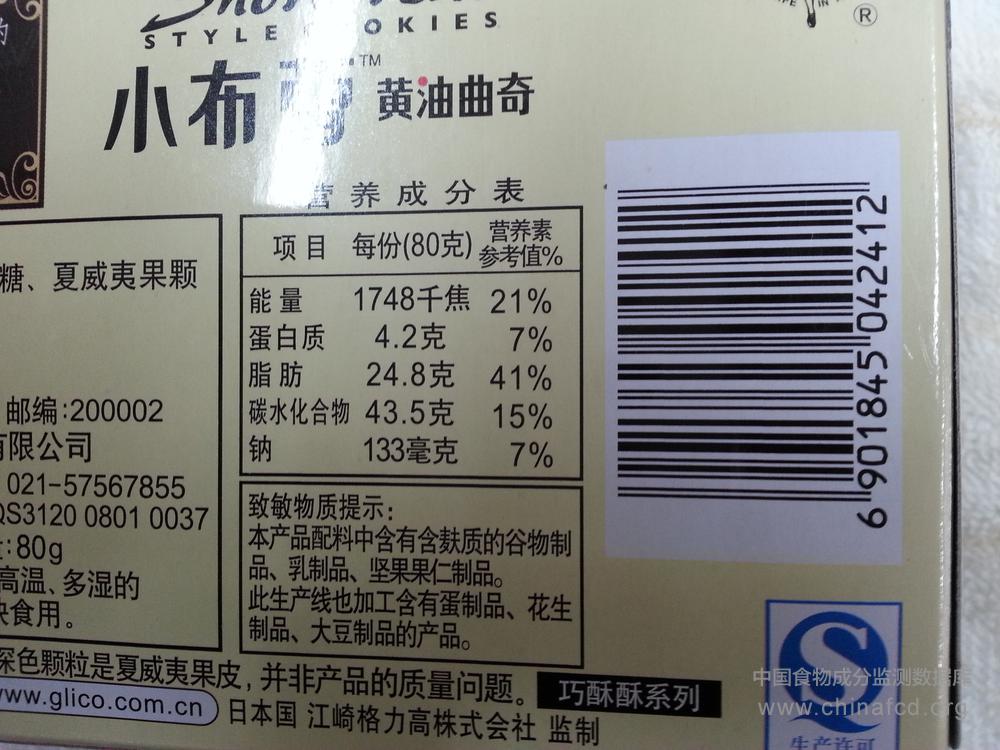 STYLE
OKIES
小布
TM
黄油曲奇
®
营养成分表
项目 每份(80克) 营养素参考值%
能量 1748千焦 21%
蛋白质 4.2克 7%
脂肪 24.8克 41%
碳水化合物 43.5克 15%
钠 133毫克 7%
糖、夏威夷果颗
邮编:200002
有限公司
021-57567855
QS3120 0801 0037
:80g
高温、多湿的
快食用。
致敏物质提示:
本产品配料中含有含麸质的谷物制
品、乳制品、坚果果仁制品。
此生产线也加工含有蛋制品、花生
制品、大豆制品的产品。
深色颗粒是夏威夷果皮，并非产品的质量问题。
巧酥酥系列
www.glico.com.cn
日本国 江崎格力高株式会社 监制
6901845042412
生产许可
中国食物成分监测数据库
www.chinafcd.org